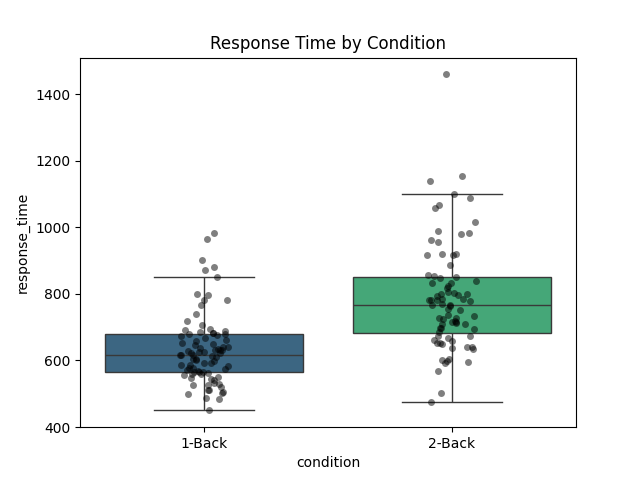 Response Time by Condition
1400
1200
1000
800
600
400
response_time
1-Back
2-Back
condition